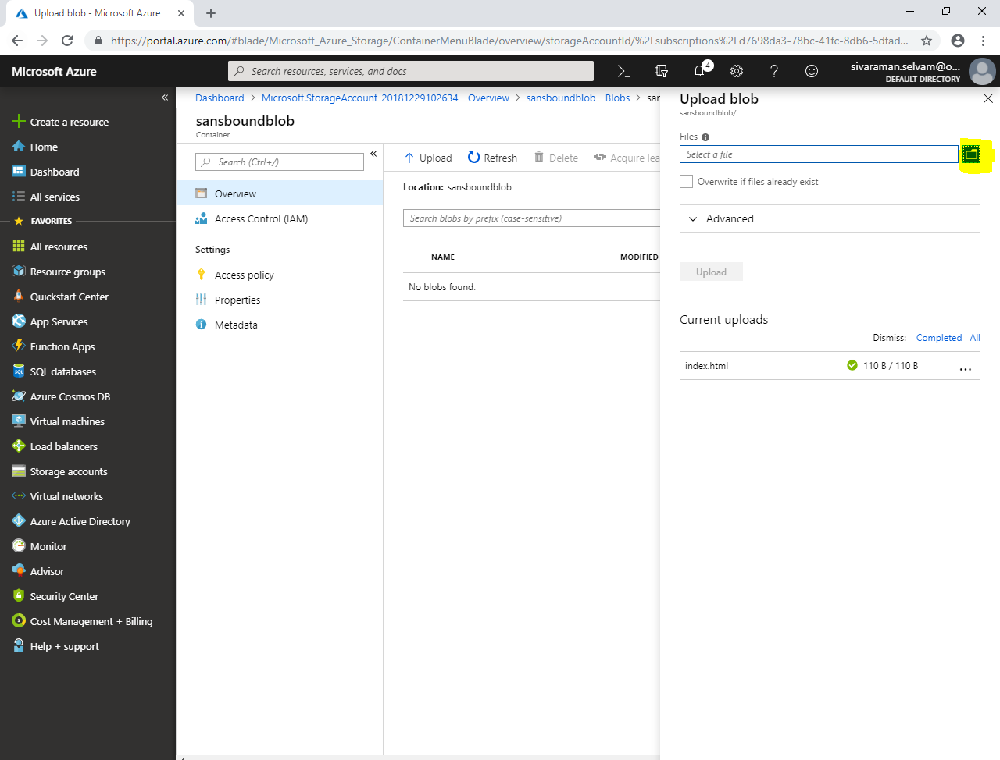 Upload blob - Microsoft Azure
https://portal.azure.com/#blade/Microsoft_Azure_Storage/ContainerMenuBlade/overview/storageAccountId/%2Fsubscriptions%2Fd7698da3-78bc-41fc-8db6-5dfad...
Microsoft Azure
Search resources, services, and docs
4
sivaraman.selvam@o...
DEFAULT DIRECTORY
Create a resource
Home
Dashboard
All services
FAVORITES
All resources
Resource groups
Quickstart Center
App Services
Function Apps
SQL databases
Azure Cosmos DB
Virtual machines
Load balancers
Storage accounts
Virtual networks
Azure Active Directory
Monitor
Advisor
Security Center
Cost Management + Billing
Help + support
Dashboard > Microsoft.StorageAccount-20181229102634 - Overview > sansboundblob - Blobs > sar
sansboundblob
Container
Search (Ctrl+/)
Overview
Access Control (IAM)
Settings
Access policy
Properties
Metadata
Upload Refresh Delete Acquire lea
Location: sansboundblob
Search blobs by prefix (case-sensitive)
NAME MODIFIED
No blobs found.
Upload blob
sansboundblob/
Files
Select a file
Overwrite if files already exist
Advanced
Upload
Current uploads
Dismiss: Completed All
index.html 110 B / 110 B ...